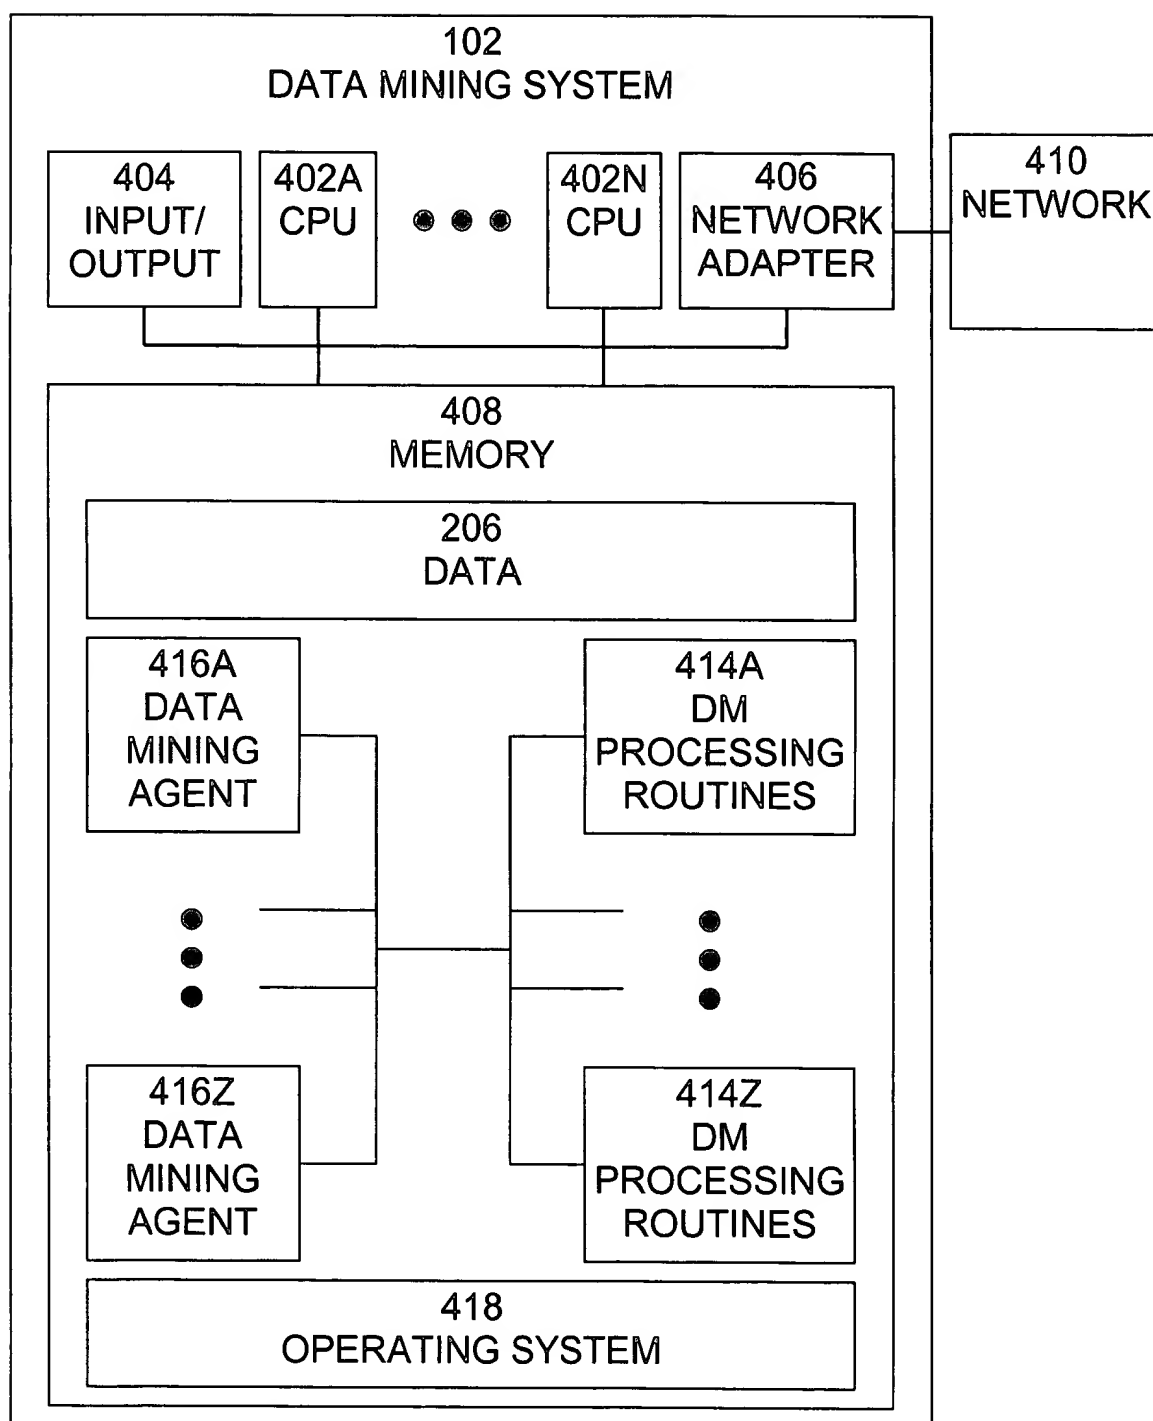 102
DATA MINING SYSTEM
404
INPUT/
OUTPUT
402A
CPU
402N
CPU
406
NETWORK
ADAPTER
410
NETWORK
408
MEMORY
206
DATA
416A
DATA
MINING
AGENT
414A
DM
PROCESSING
ROUTINES
416Z
DATA
MINING
AGENT
414Z
DM
PROCESSING
ROUTINES
418
OPERATING SYSTEM